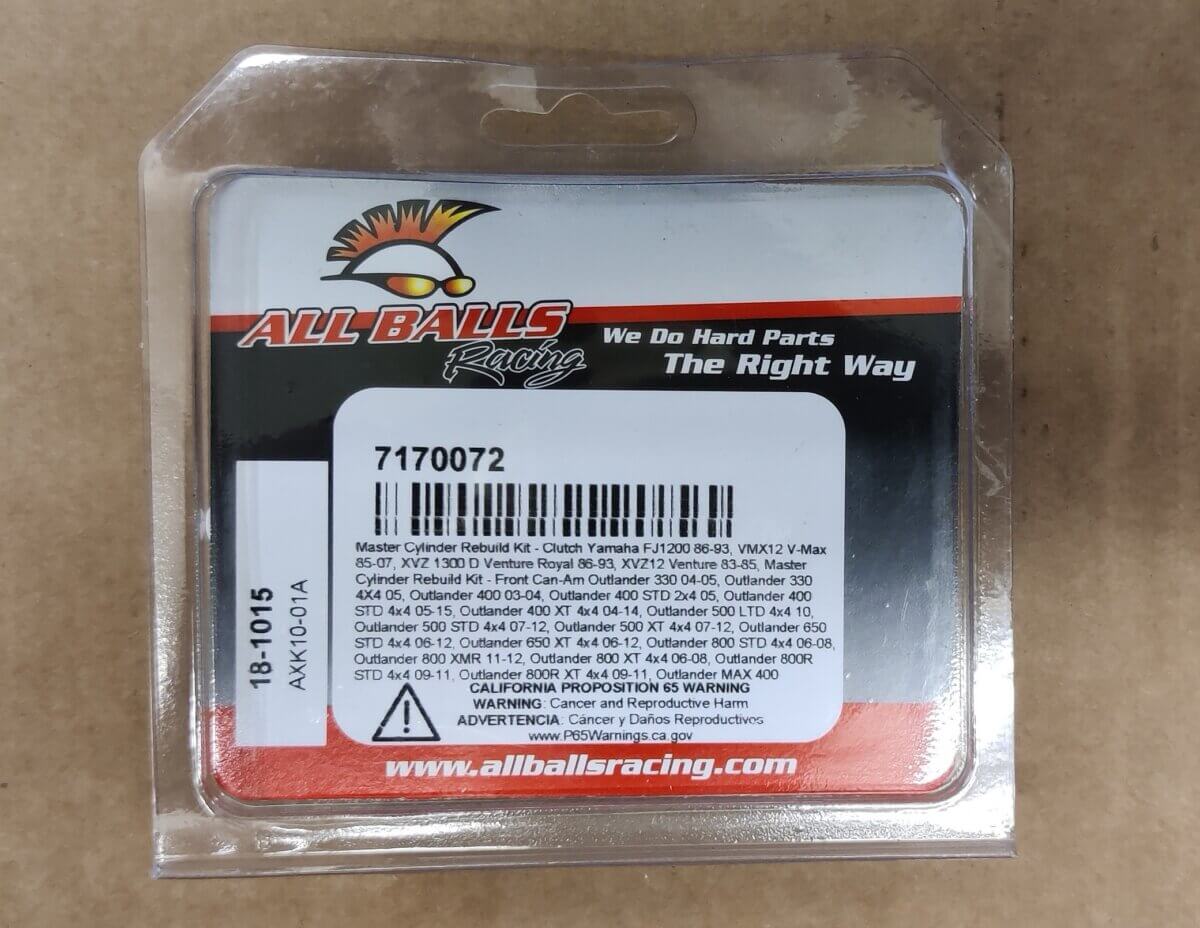 ALL BALLS
Racing
We Do Hard Parts
The Right Way
7170072
Master Cylinder Rebuild Kit - Clutch Yamaha FJ1200 86-93, VMX12 V-Max
85-07, XVZ 1300 D Venture Royal 86-93, XVZ12 Venture 83-85, Master
Cylinder Rebuild Kit - Front Can-Am Outlander 330 04-05, Outlander 330
4X4 05, Outlander 400 03-04, Outlander 400 STD 2x4 05, Outlander 400
STD 4x4 05-15, Outlander 400 XT 4x4 04-14, Outlander 500 LTD 4x4 10,
Outlander 500 STD 4x4 07-12, Outlander 500 XT 4x4 07-12, Outlander 650
STD 4x4 06-12, Outlander 650 XT 4x4 06-12, Outlander 800 STD 4x4 06-08,
Outlander 800 XMR 11-12, Outlander 800 XT 4x4 06-08, Outlander 800R
STD 4x4 09-11, Outlander 800R XT 4x4 09-11, Outlander MAX 400
CALIFORNIA PROPOSITION 65 WARNING
WARNING: Cancer and Reproductive Harm
ADVERTENCIA: Cáncer y Daños Reproductivos
www.P65Warnings.ca.gov
18-1015
AXK10-01A
www.allballsracing.com